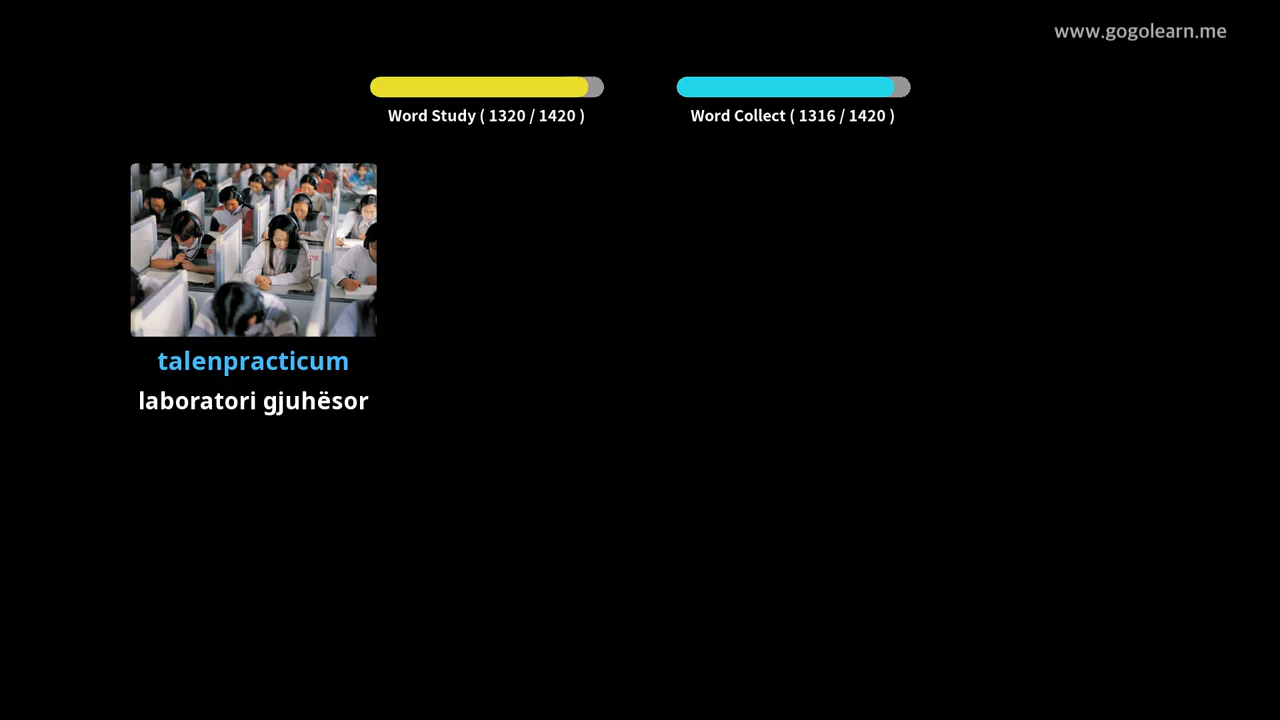 www.gogolearn.me
Word Study ( 1320 / 1420 )
Word Collect ( 1316 / 1420 )
talenpracticum
laboratori gjuhësor